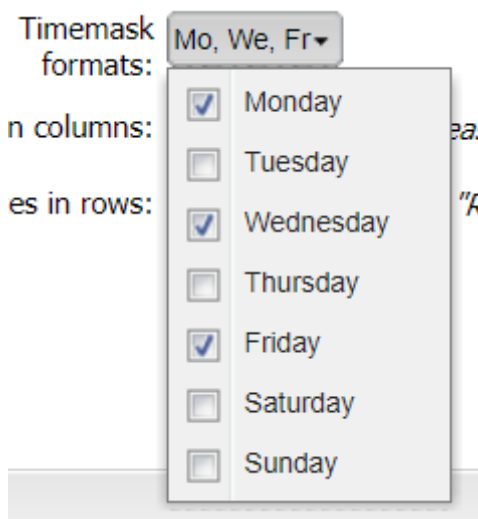 Timemask
formats:
Mo, We, Fr
Monday
n columns:
Tuesday
es in rows:
Wednesday
"R
Thursday
Friday
Saturday
Sunday